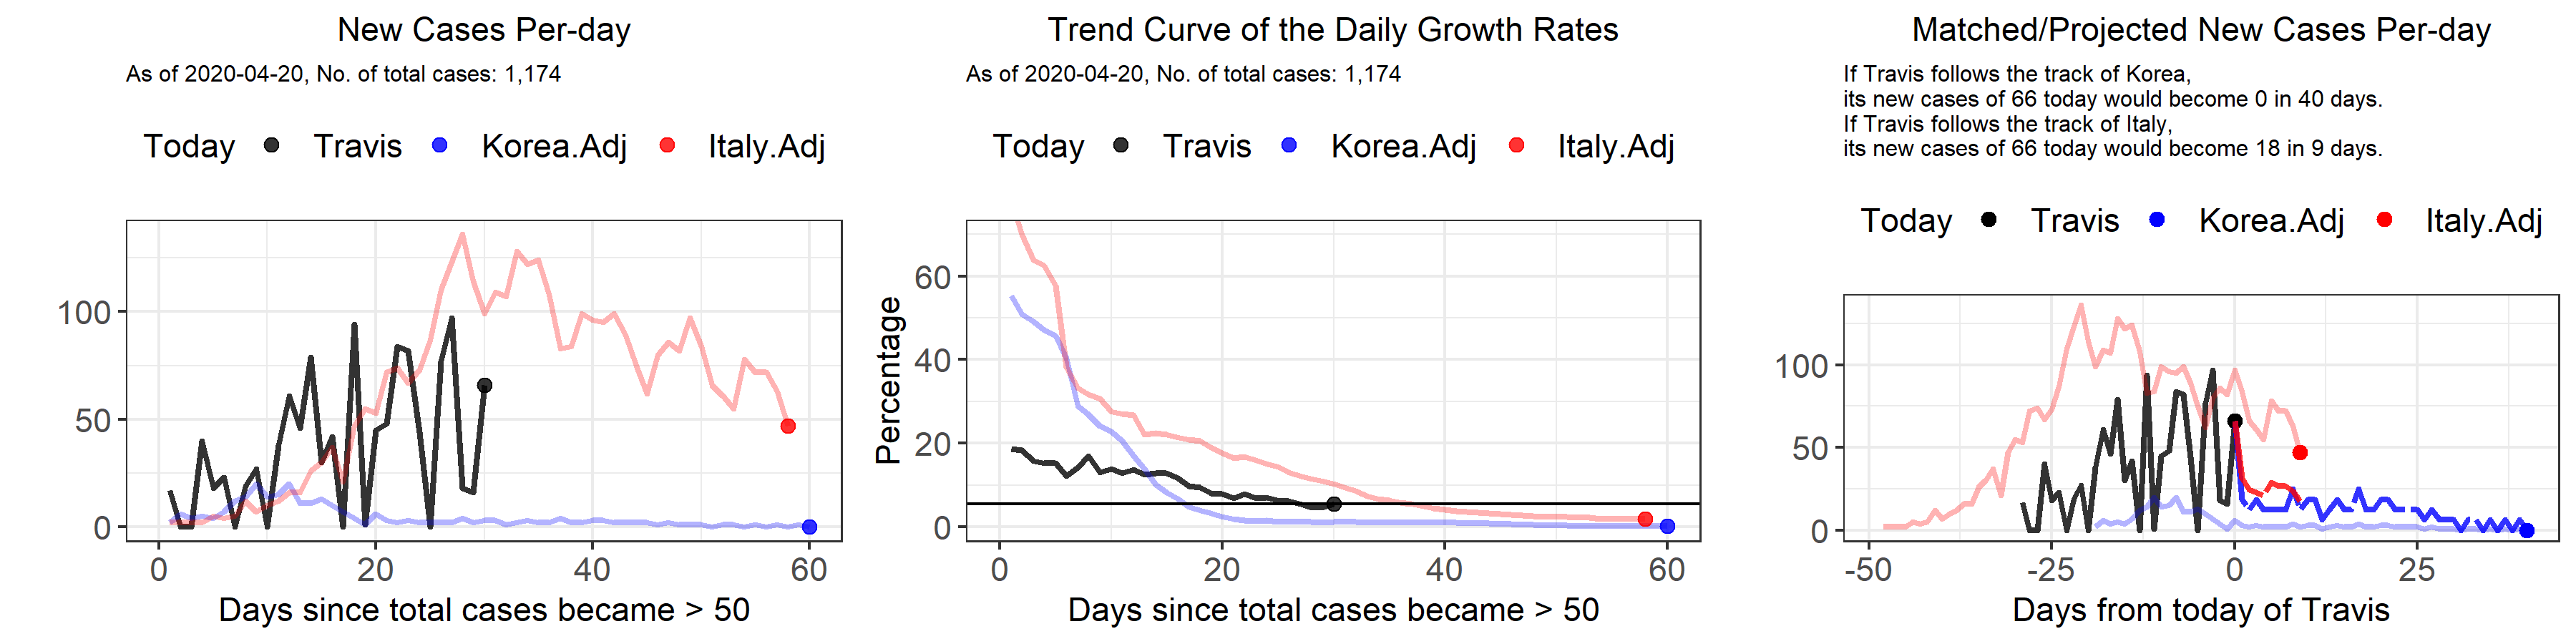 New Cases Per-day
As of 2020-04-20, No. of total cases: 1,174
Today Travis Korea.Adj Italy.Adj
100
50
0
0 20 40 60
Days since total cases became > 50
Trend Curve of the Daily Growth Rates
As of 2020-04-20, No. of total cases: 1,174
Today Travis Korea.Adj Italy.Adj
Percentage
60
40
20
0
0 20 40 60
Days since total cases became > 50
Matched/Projected New Cases Per-day
If Travis follows the track of Korea,
its new cases of 66 today would become 0 in 40 days.
If Travis follows the track of Italy,
its new cases of 66 today would become 18 in 9 days.
Today Travis Korea.Adj Italy.Adj
100
50
0
-50 -25 0 25
Days from today of Travis